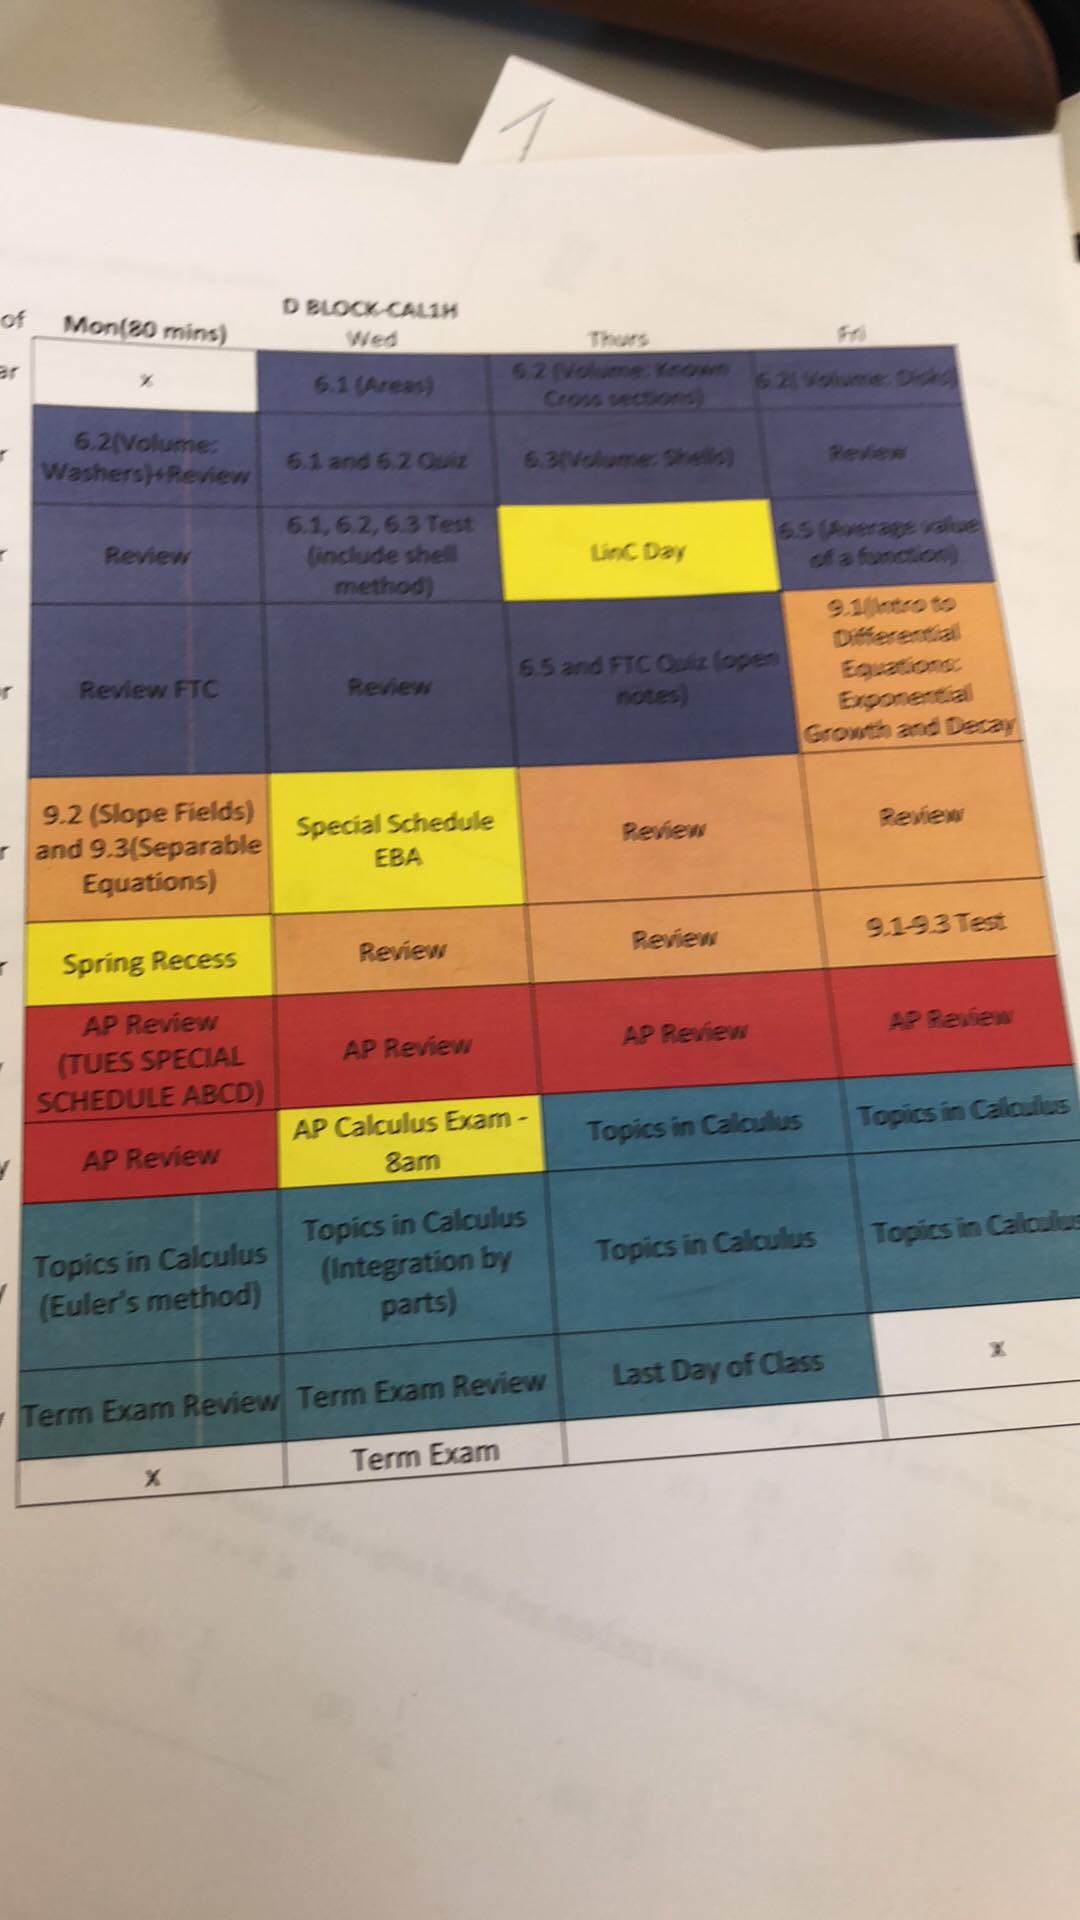 D BLOCK-CAL1H
of Mon(80 mins) Wed Thurs Fri
x
6.1 (Areas)
6.2 (Volume: Known
Cross sections)
6.2( Volume: Disks)
6.2(Volume:
Washers)+Review
6.1 and 6.2 Quiz
6.3(Volume: Shells)
Review
Review
6.1, 6.2, 6.3 Test
(include shell
method)
LinC Day
6.5 (Average value
of a function)
Review FTC
Review
6.5 and FTC Quiz (open
notes)
9.1(Intro to
Differential
Equations:
Exponential
Growth and Decay
9.2 (Slope Fields)
and 9.3(Separable
Equations)
Special Schedule
EBA
Review
Review
Spring Recess
Review
Review
9.1-9.3 Test
AP Review
(TUES SPECIAL
SCHEDULE ABCD)
AP Review
AP Review
AP Review
AP Review
AP Calculus Exam -
8am
Topics in Calculus
Topics in Calculus
Topics in Calculus
(Euler's method)
Topics in Calculus
(Integration by
parts)
Topics in Calculus
Topics in Calculus
Term Exam Review
Term Exam Review
Last Day of Class
x
x
Term Exam